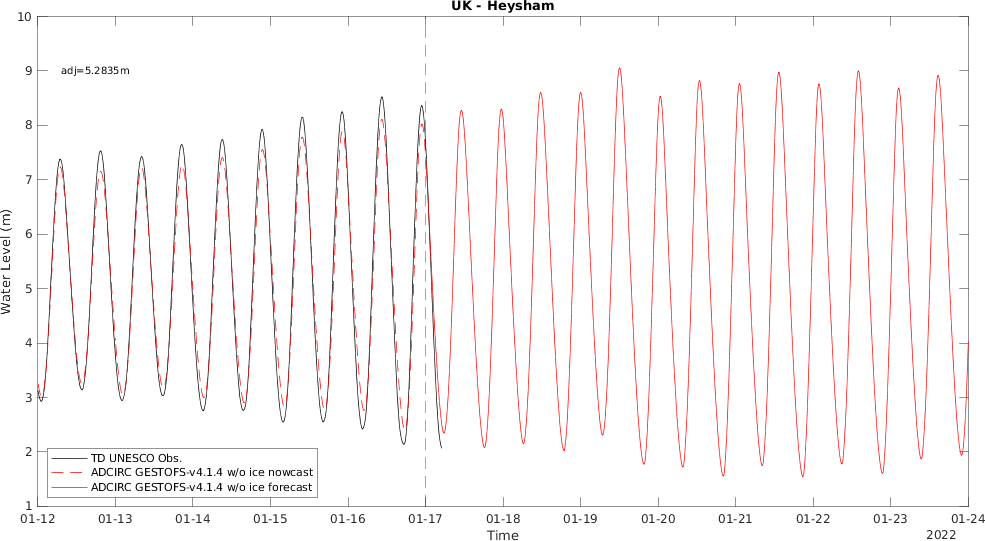 UK - Heysham
10
9
8
7
6
5
4
3
2
1
Water Level (m)
adj=5.2835m
TD UNESCO Obs.
ADCIRC GESTOFS-v4.1.4 w/o ice nowcast
ADCIRC GESTOFS-v4.1.4 w/o ice forecast
01-12 01-13 01-14 01-15 01-16 01-17 01-18 01-19 01-20 01-21 01-22 01-23 01-24
Time
2022